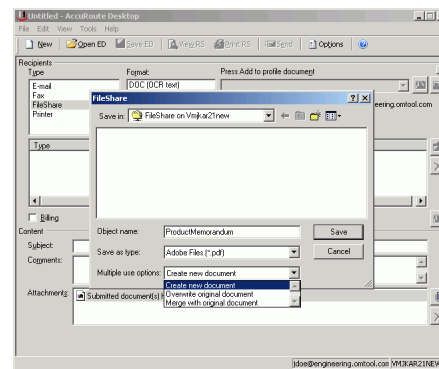 Untitled - AccuRoute Desktop
File Edit View Tools Help
New Open ED Save ED View RS Print RS Send Options
Recipients
Type Format: Press Add to profile document
E-mail DOC (OCR text)
Fax
FileShare
Printer
eering.omtool.com
FileShare
Save in: FileShare on Vmjkar21new
Type
Billing
Object name: ProductMemorandum Save
Save as type: Adobe Files (*.pdf) Cancel
Multiple use options: Create new document
Create new document
Overwrite original document
Merge with original document
Content
Subject:
Comments:
Attachments: Submitted document(s)
jdoe@engineering.omtool.com VMJKAR21NEW